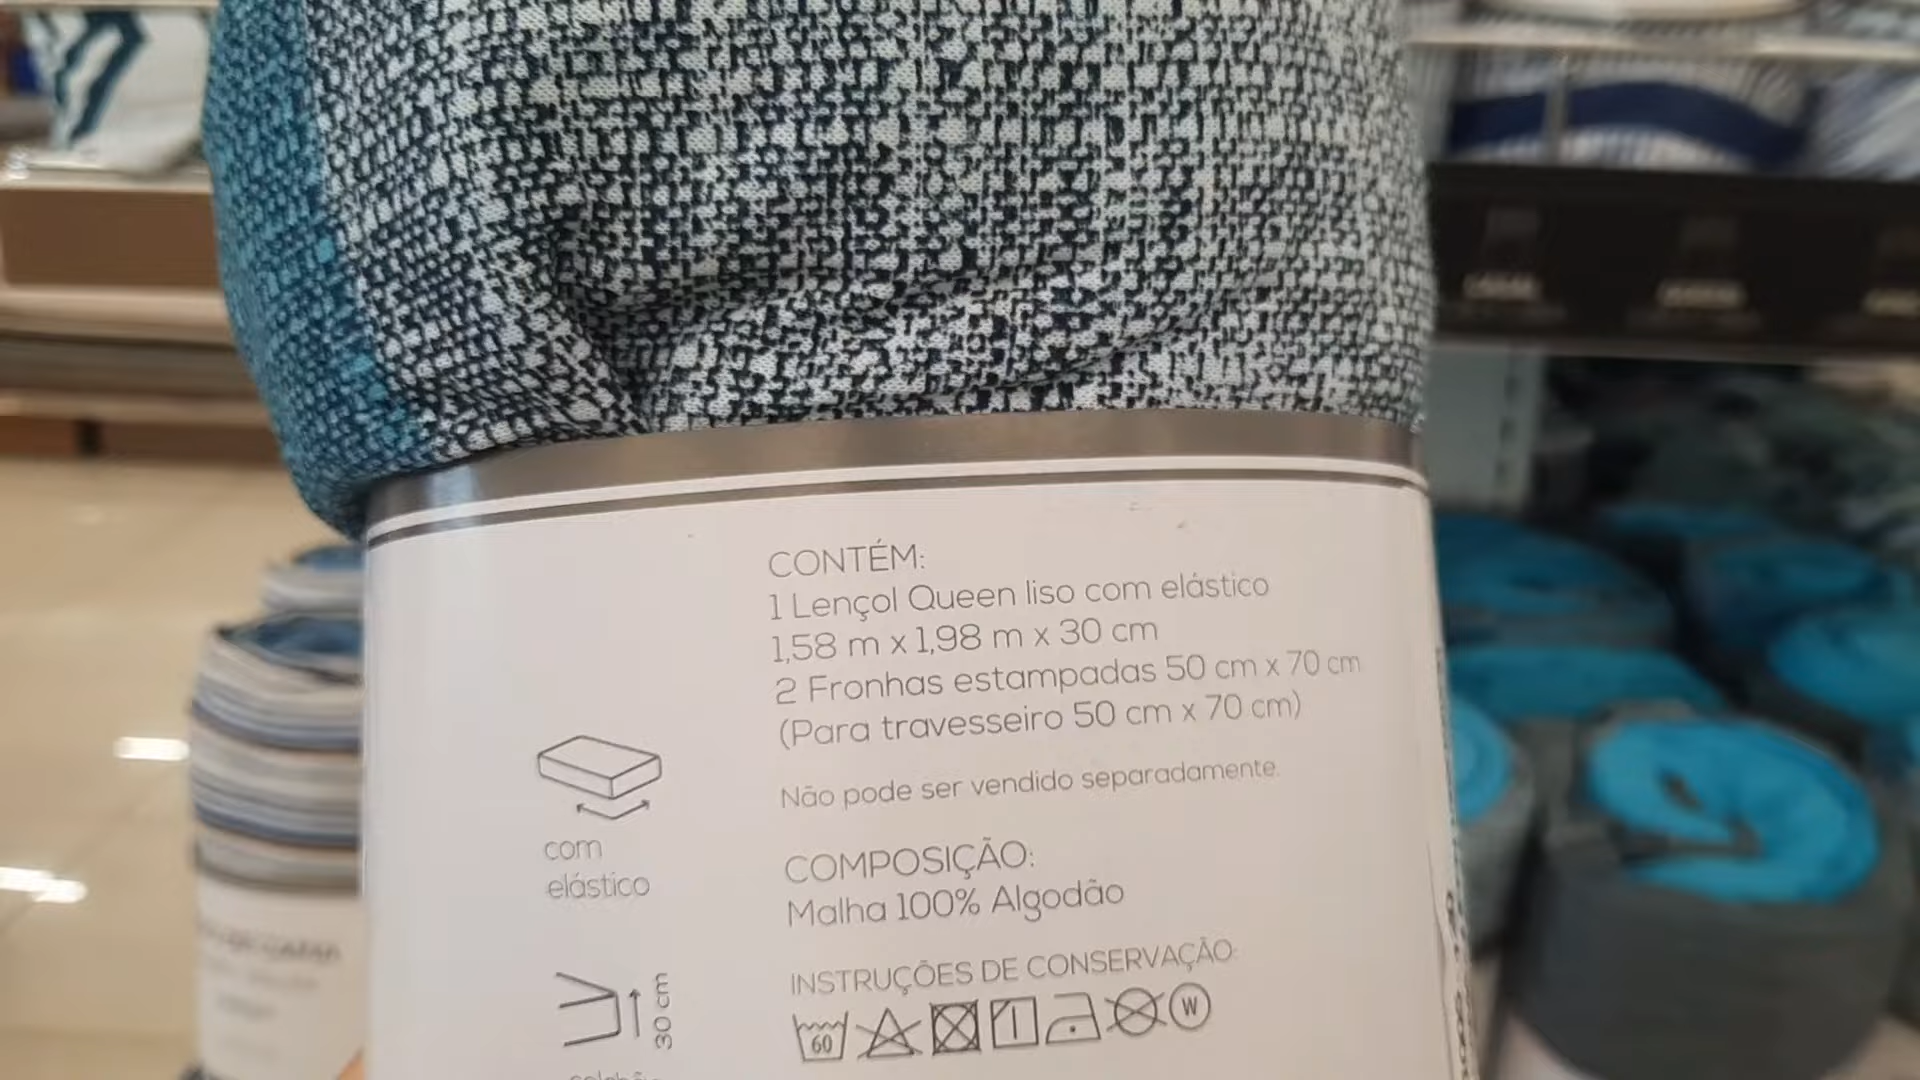 CONTÉM:
1 Lençol Queen liso com elástico
1,58 m x 1,98 m x 30 cm
2 Fronhas estampadas 50 cm x 70 cm
(Para travesseiro 50 cm x 70 cm)
Não pode ser vendido separadamente.
com
elástico
COMPOSIÇÃO:
Malha 100% Algodão
30 cm
INSTRUÇÕES DE CONSERVAÇÃO:
60
W